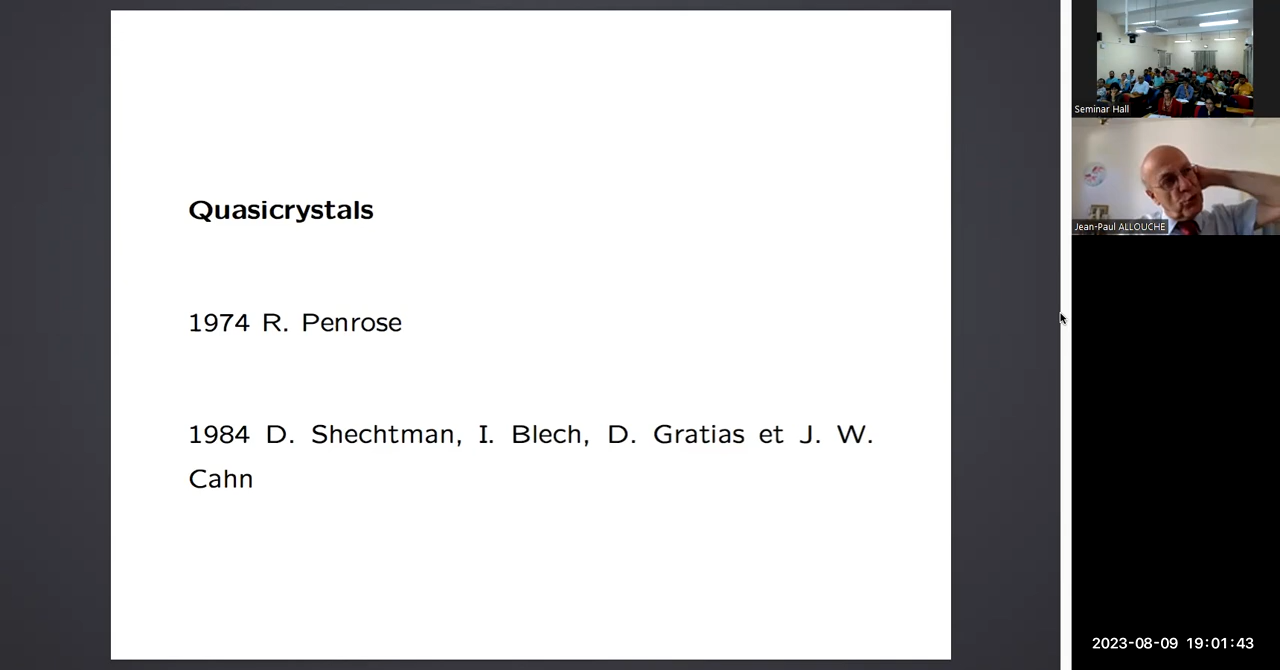 Quasicrystals
1974 R. Penrose
1984 D. Shechtman, I. Blech, D. Gratias et J. W.
Cahn
Seminar Hall
Jean-Paul ALLOUCHE
2023-08-09 19:01:43